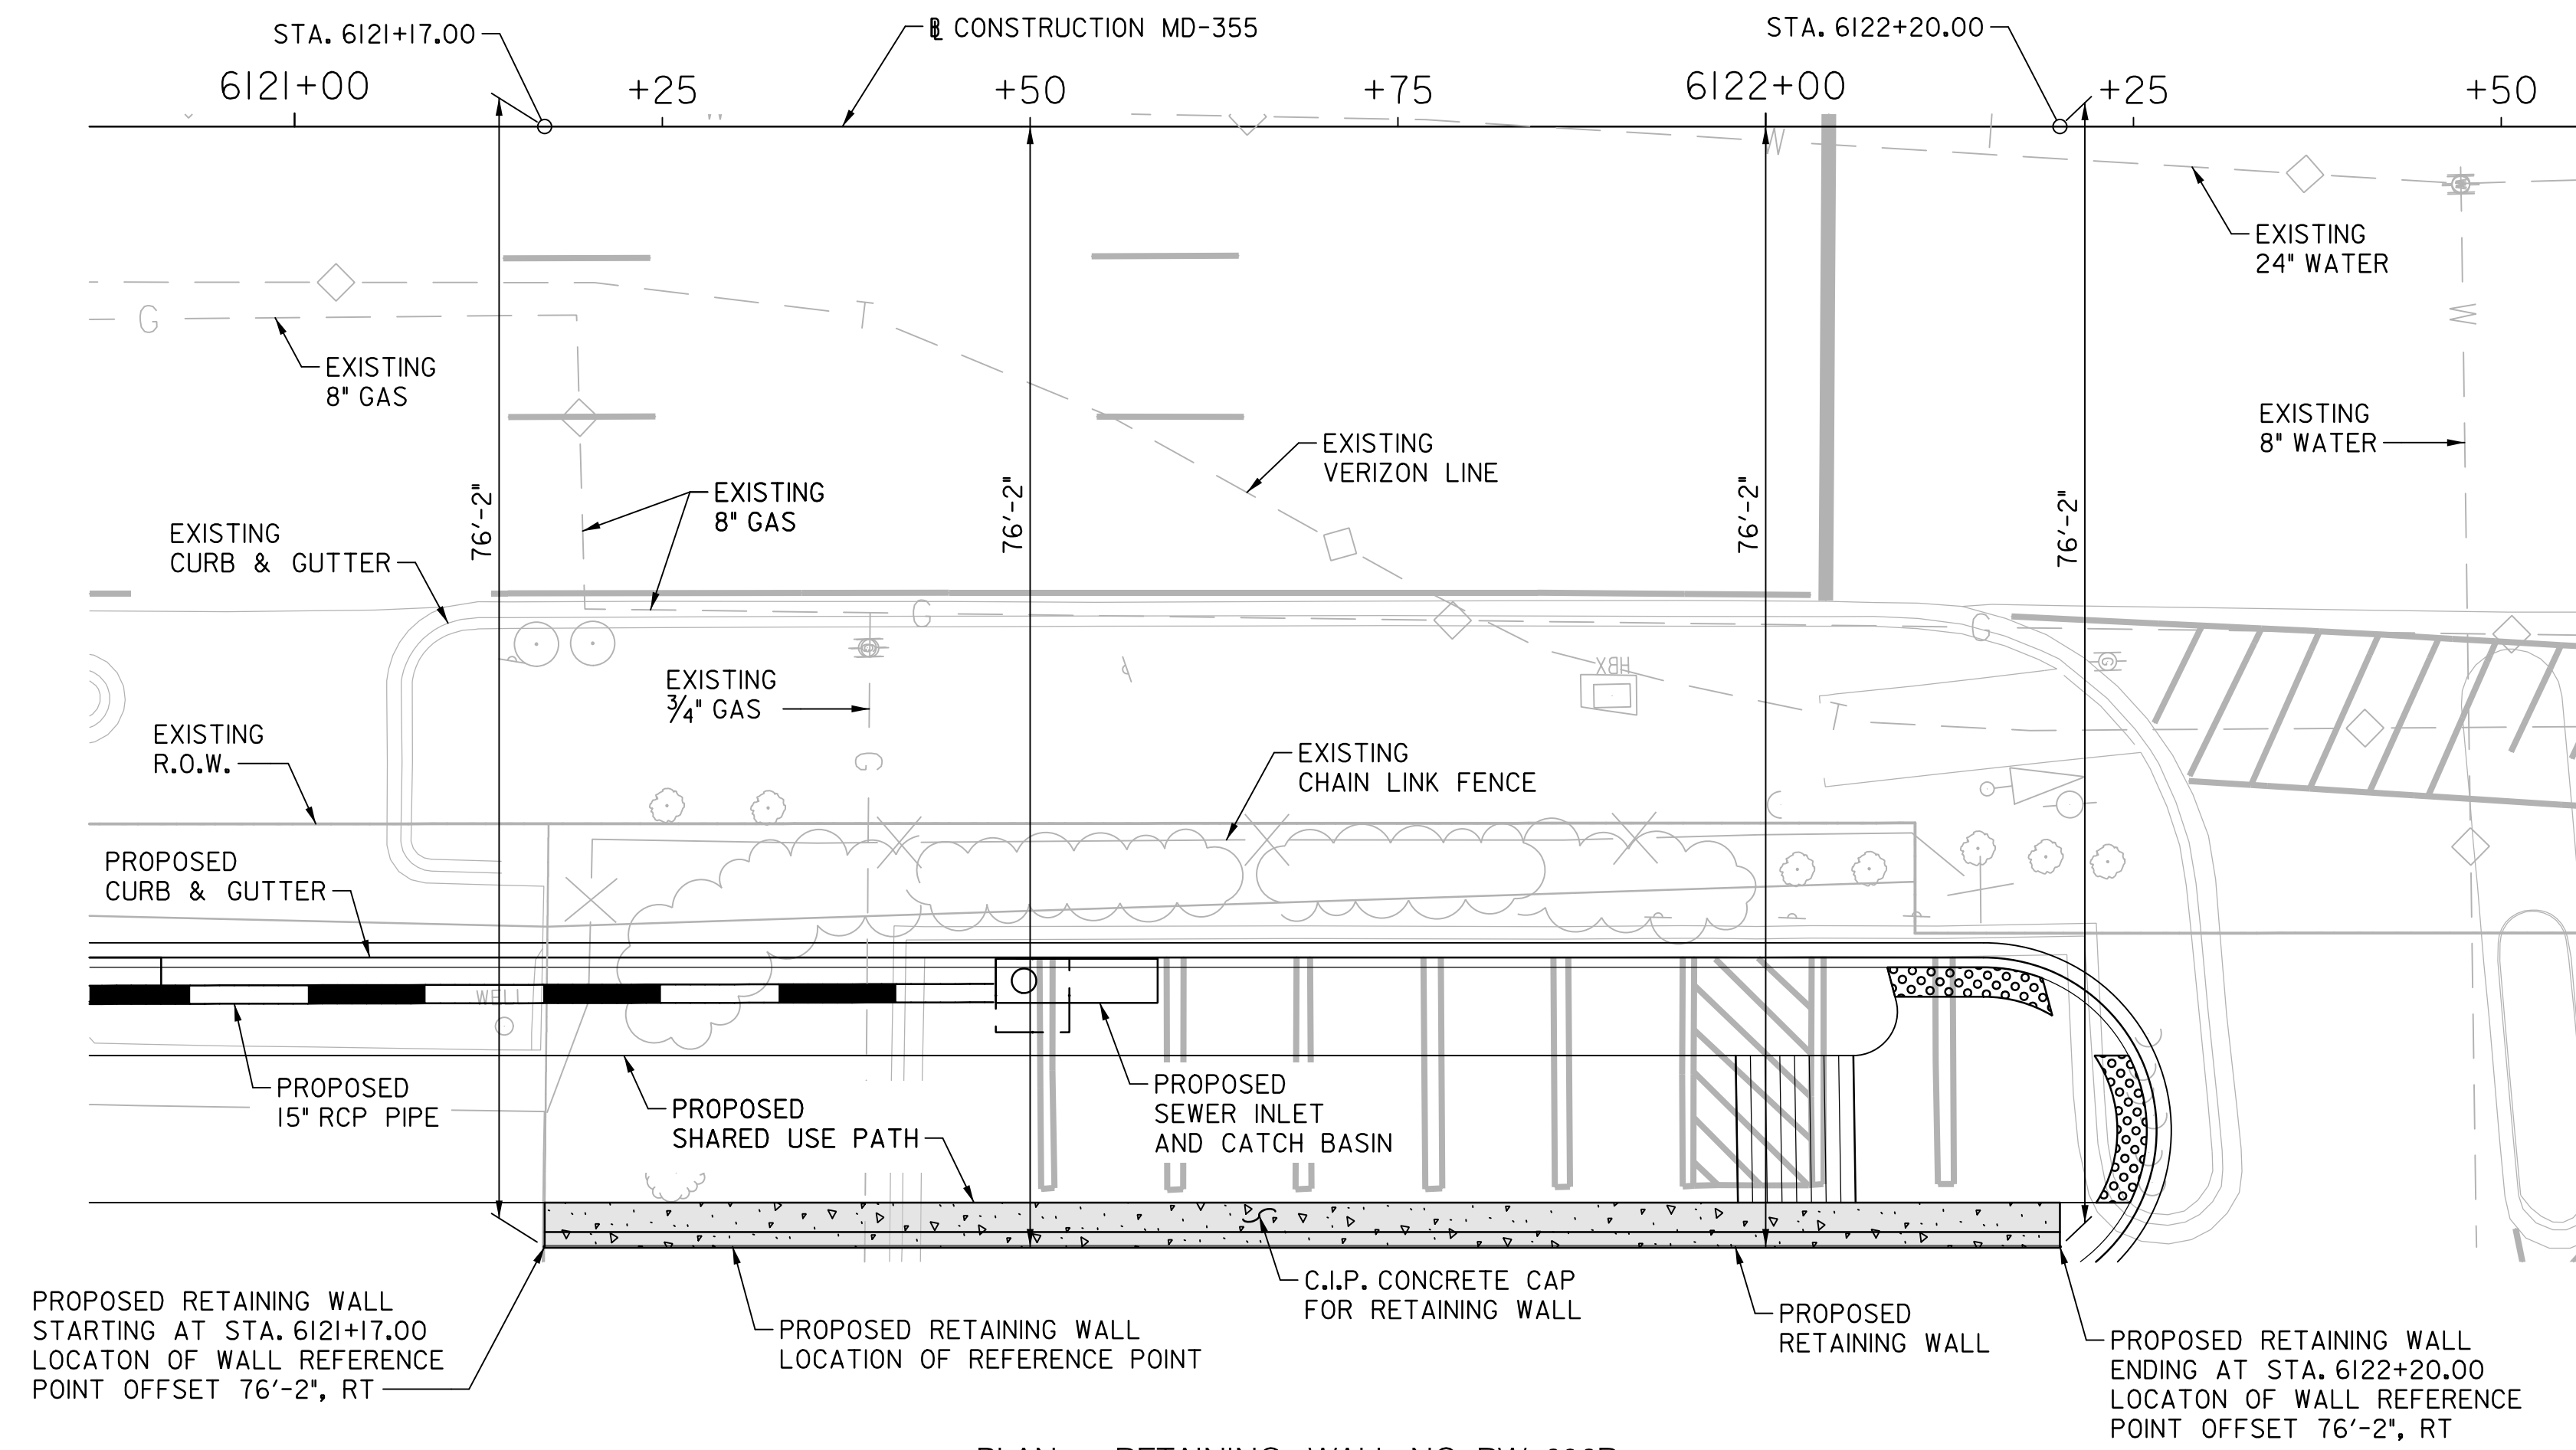 STA. 6121+17.00
℄ CONSTRUCTION MD-355
STA. 6122+20.00
6121+00
+25
+50
+75
6122+00
+25
+50
W
T
EXISTING
24" WATER
W
G
T
EXISTING
8" GAS
EXISTING
8" WATER
EXISTING
VERIZON LINE
EXISTING
8" GAS
76'-2"
76'-2"
76'-2"
76'-2"
EXISTING
CURB & GUTTER
G
G
G
HBX
P
EXISTING
3/4" GAS
T
EXISTING
R.O.W.
G
EXISTING
CHAIN LINK FENCE
PROPOSED
CURB & GUTTER
WELL
PROPOSED
15" RCP PIPE
PROPOSED
SHARED USE PATH
PROPOSED
SEWER INLET
AND CATCH BASIN
C.I.P. CONCRETE CAP
FOR RETAINING WALL
PROPOSED RETAINING WALL
STARTING AT STA. 6121+17.00
LOCATON OF WALL REFERENCE
POINT OFFSET 76'-2", RT
PROPOSED RETAINING WALL
LOCATION OF REFERENCE POINT
PROPOSED
RETAINING WALL
PROPOSED RETAINING WALL
ENDING AT STA. 6122+20.00
LOCATON OF WALL REFERENCE
POINT OFFSET 76'-2", RT
PLAN - RETAINING WALL NO.